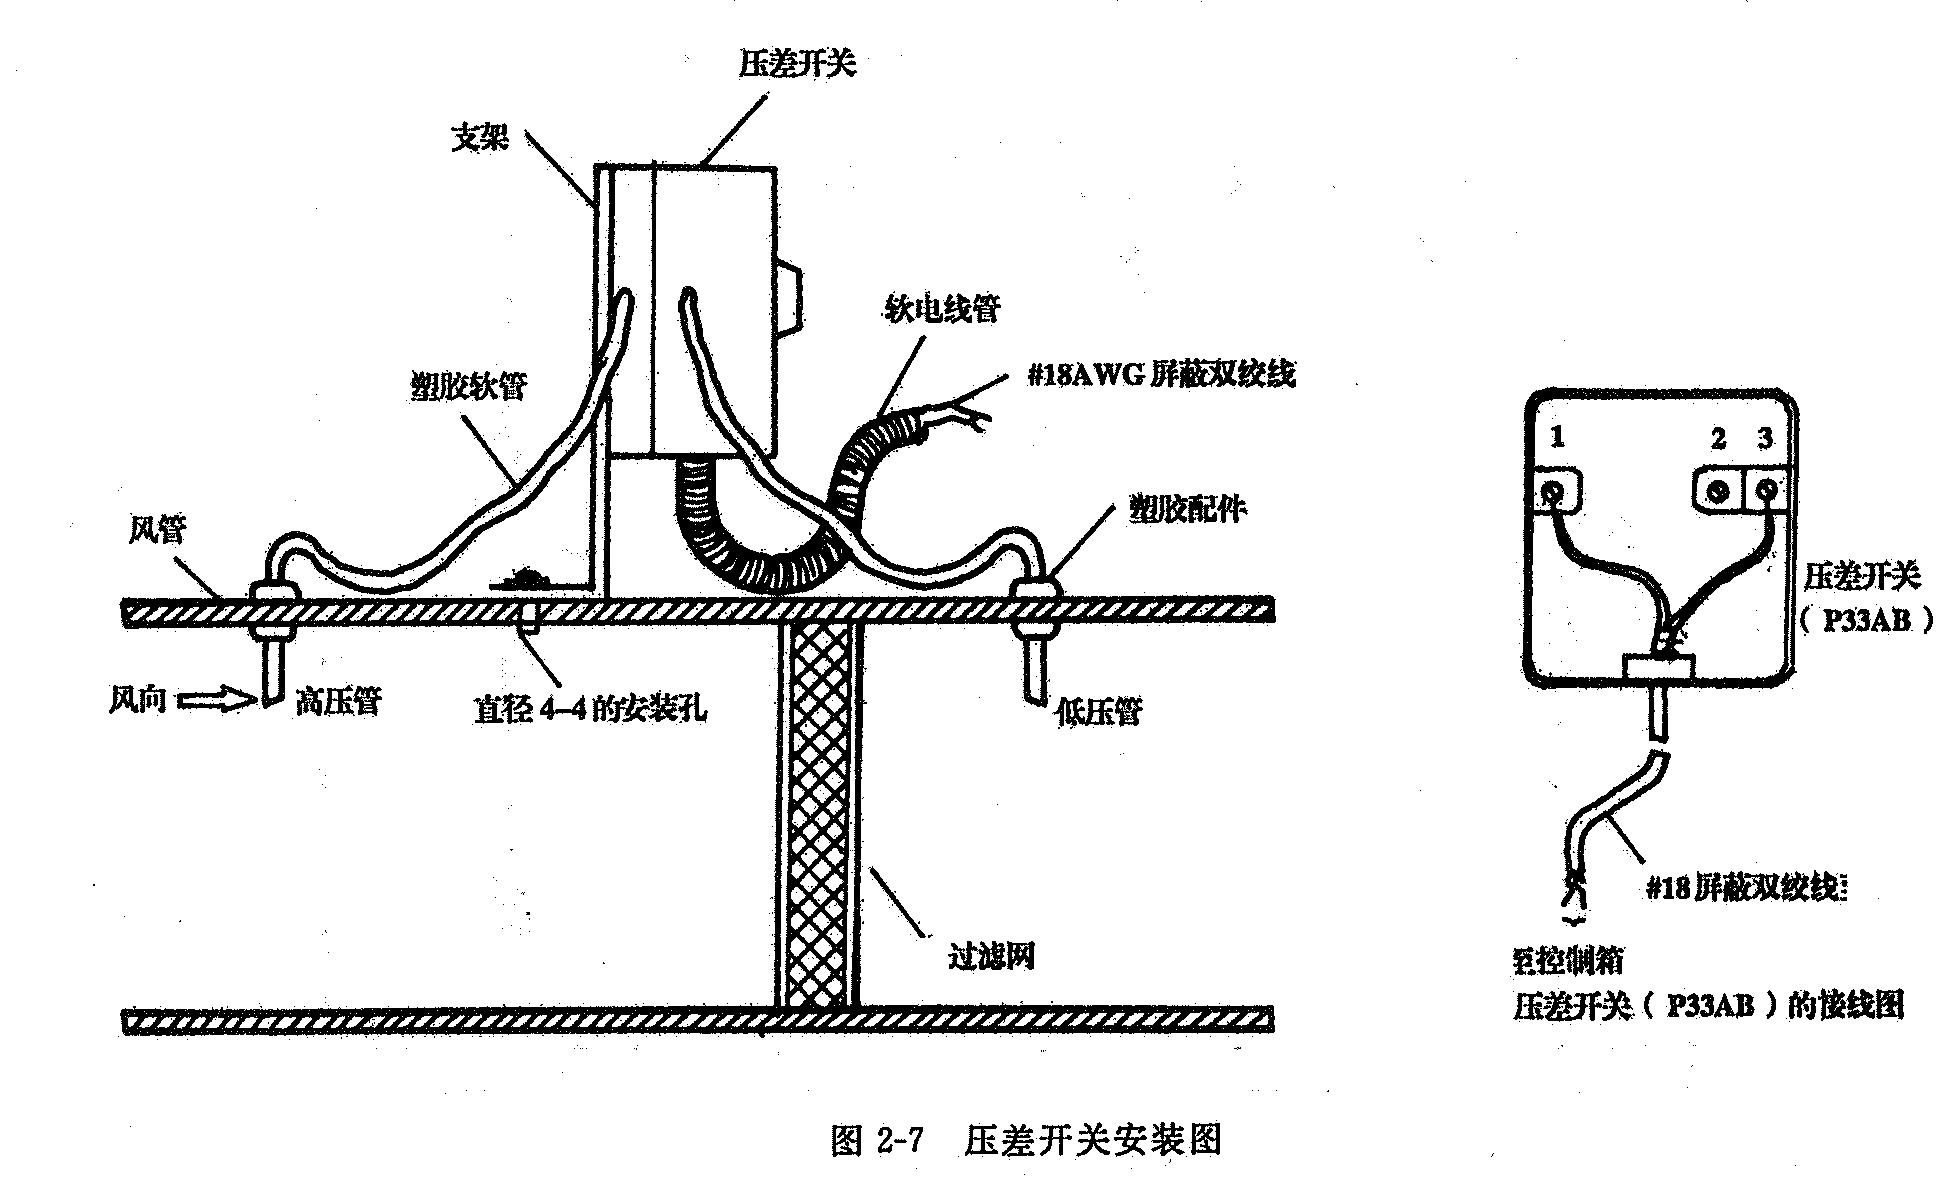 压差开关
支架
软电线管
#18AWG 屏蔽双绞线
塑胶软管
塑胶配件
风管
风向
高压管
直径 4-4 的安装孔
低压管
过滤网
1 2 3
压差开关
( P33AB )
#18 屏蔽双绞线
至控制箱
压差开关 ( P33AB ) 的接线图
图 2-7 压差开关安装图